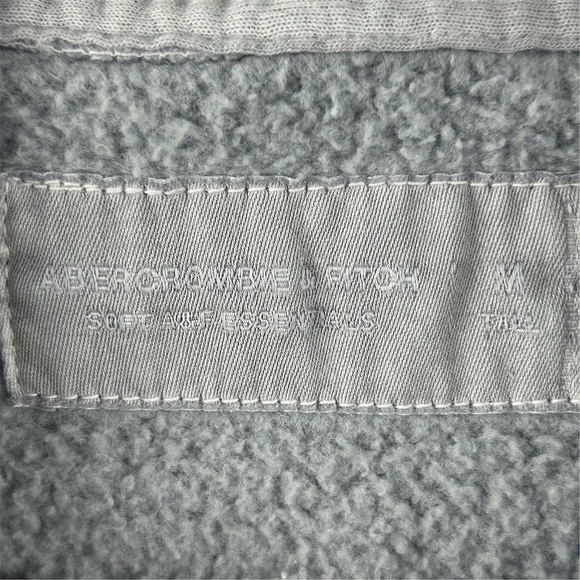 ABERCROMBIE & FITCH M
SOFT A&F ESSENTIALS TALL